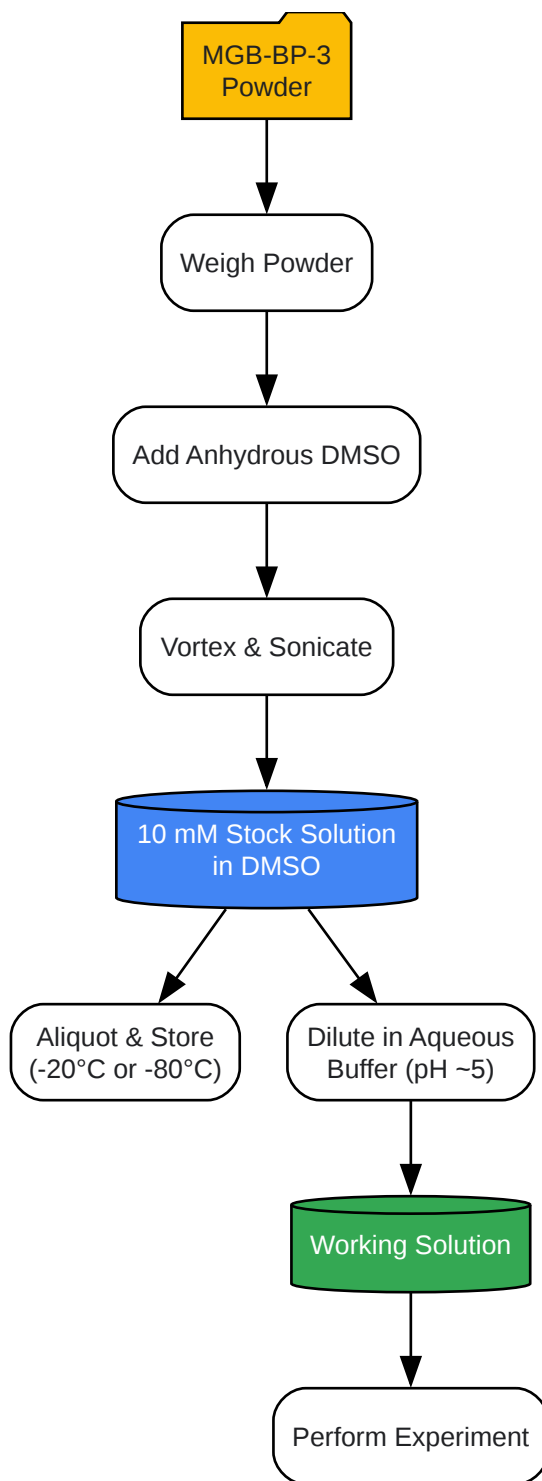 MGB-BP-3
Powder
Weigh Powder
Add Anhydrous DMSO
Vortex & Sonicate
10 mM Stock Solution
in DMSO
Aliquot & Store
(-20°C or -80°C)
Dilute in Aqueous
Buffer (pH ~5)
Working Solution
Perform Experiment